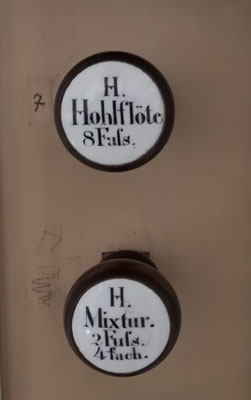 7
H.
Hohlflöte
8 Fuſs.
H.
Mixtur.
2 Fuſs.
4 fach.